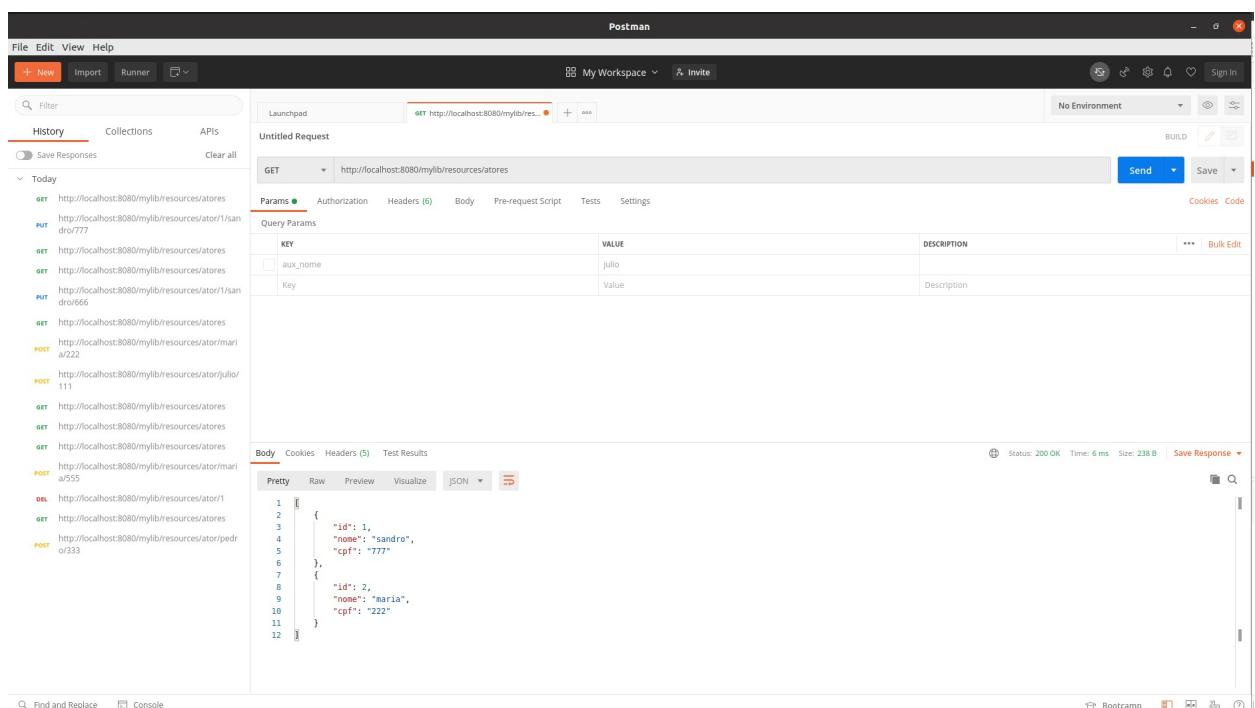 Postman
File Edit View Help
+ New Import Runner My Workspace Invite Sign In
Filter
History Collections APIs
Save Responses Clear all
Today
GET http://localhost:8080/mylib/resources/atores
PUT http://localhost:8080/mylib/resources/ator/1/san
dro/777
GET http://localhost:8080/mylib/resources/atores
GET http://localhost:8080/mylib/resources/atores
PUT http://localhost:8080/mylib/resources/ator/1/san
dro/666
GET http://localhost:8080/mylib/resources/atores
POST http://localhost:8080/mylib/resources/ator/mari
a/222
POST http://localhost:8080/mylib/resources/ator/julio/
111
GET http://localhost:8080/mylib/resources/atores
GET http://localhost:8080/mylib/resources/atores
GET http://localhost:8080/mylib/resources/atores
POST http://localhost:8080/mylib/resources/ator/mari
a/555
DEL http://localhost:8080/mylib/resources/ator/1
GET http://localhost:8080/mylib/resources/atores
POST http://localhost:8080/mylib/resources/ator/pedr
o/333
Launchpad GET http://localhost:8080/mylib/res... + No Environment
Untitled Request BUILD
GET http://localhost:8080/mylib/resources/atores Send Save
Params Authorization Headers (6) Body Pre-request Script Tests Settings Cookies Code
Query Params
KEY VALUE DESCRIPTION ... Bulk Edit
aux_nome julio
Key Value Description
Body Cookies Headers (5) Test Results Status: 200 OK Time: 6 ms Size: 238 B Save Response
Pretty Raw Preview Visualize JSON
1 [
2 {
3 "id": 1,
4 "nome": "sandro",
5 "cpf": "777"
6 },
7 {
8 "id": 2,
9 "nome": "maria",
10 "cpf": "222"
11 }
12 ]
Find and Replace Console Bootcamp